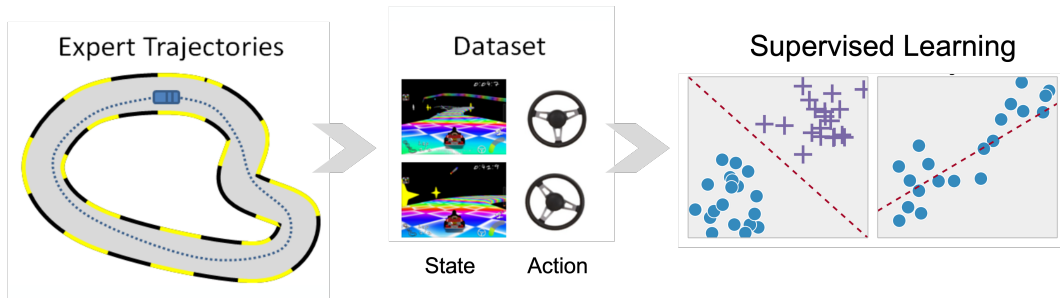 Expert Trajectories
Dataset
Supervised Learning
State
Action